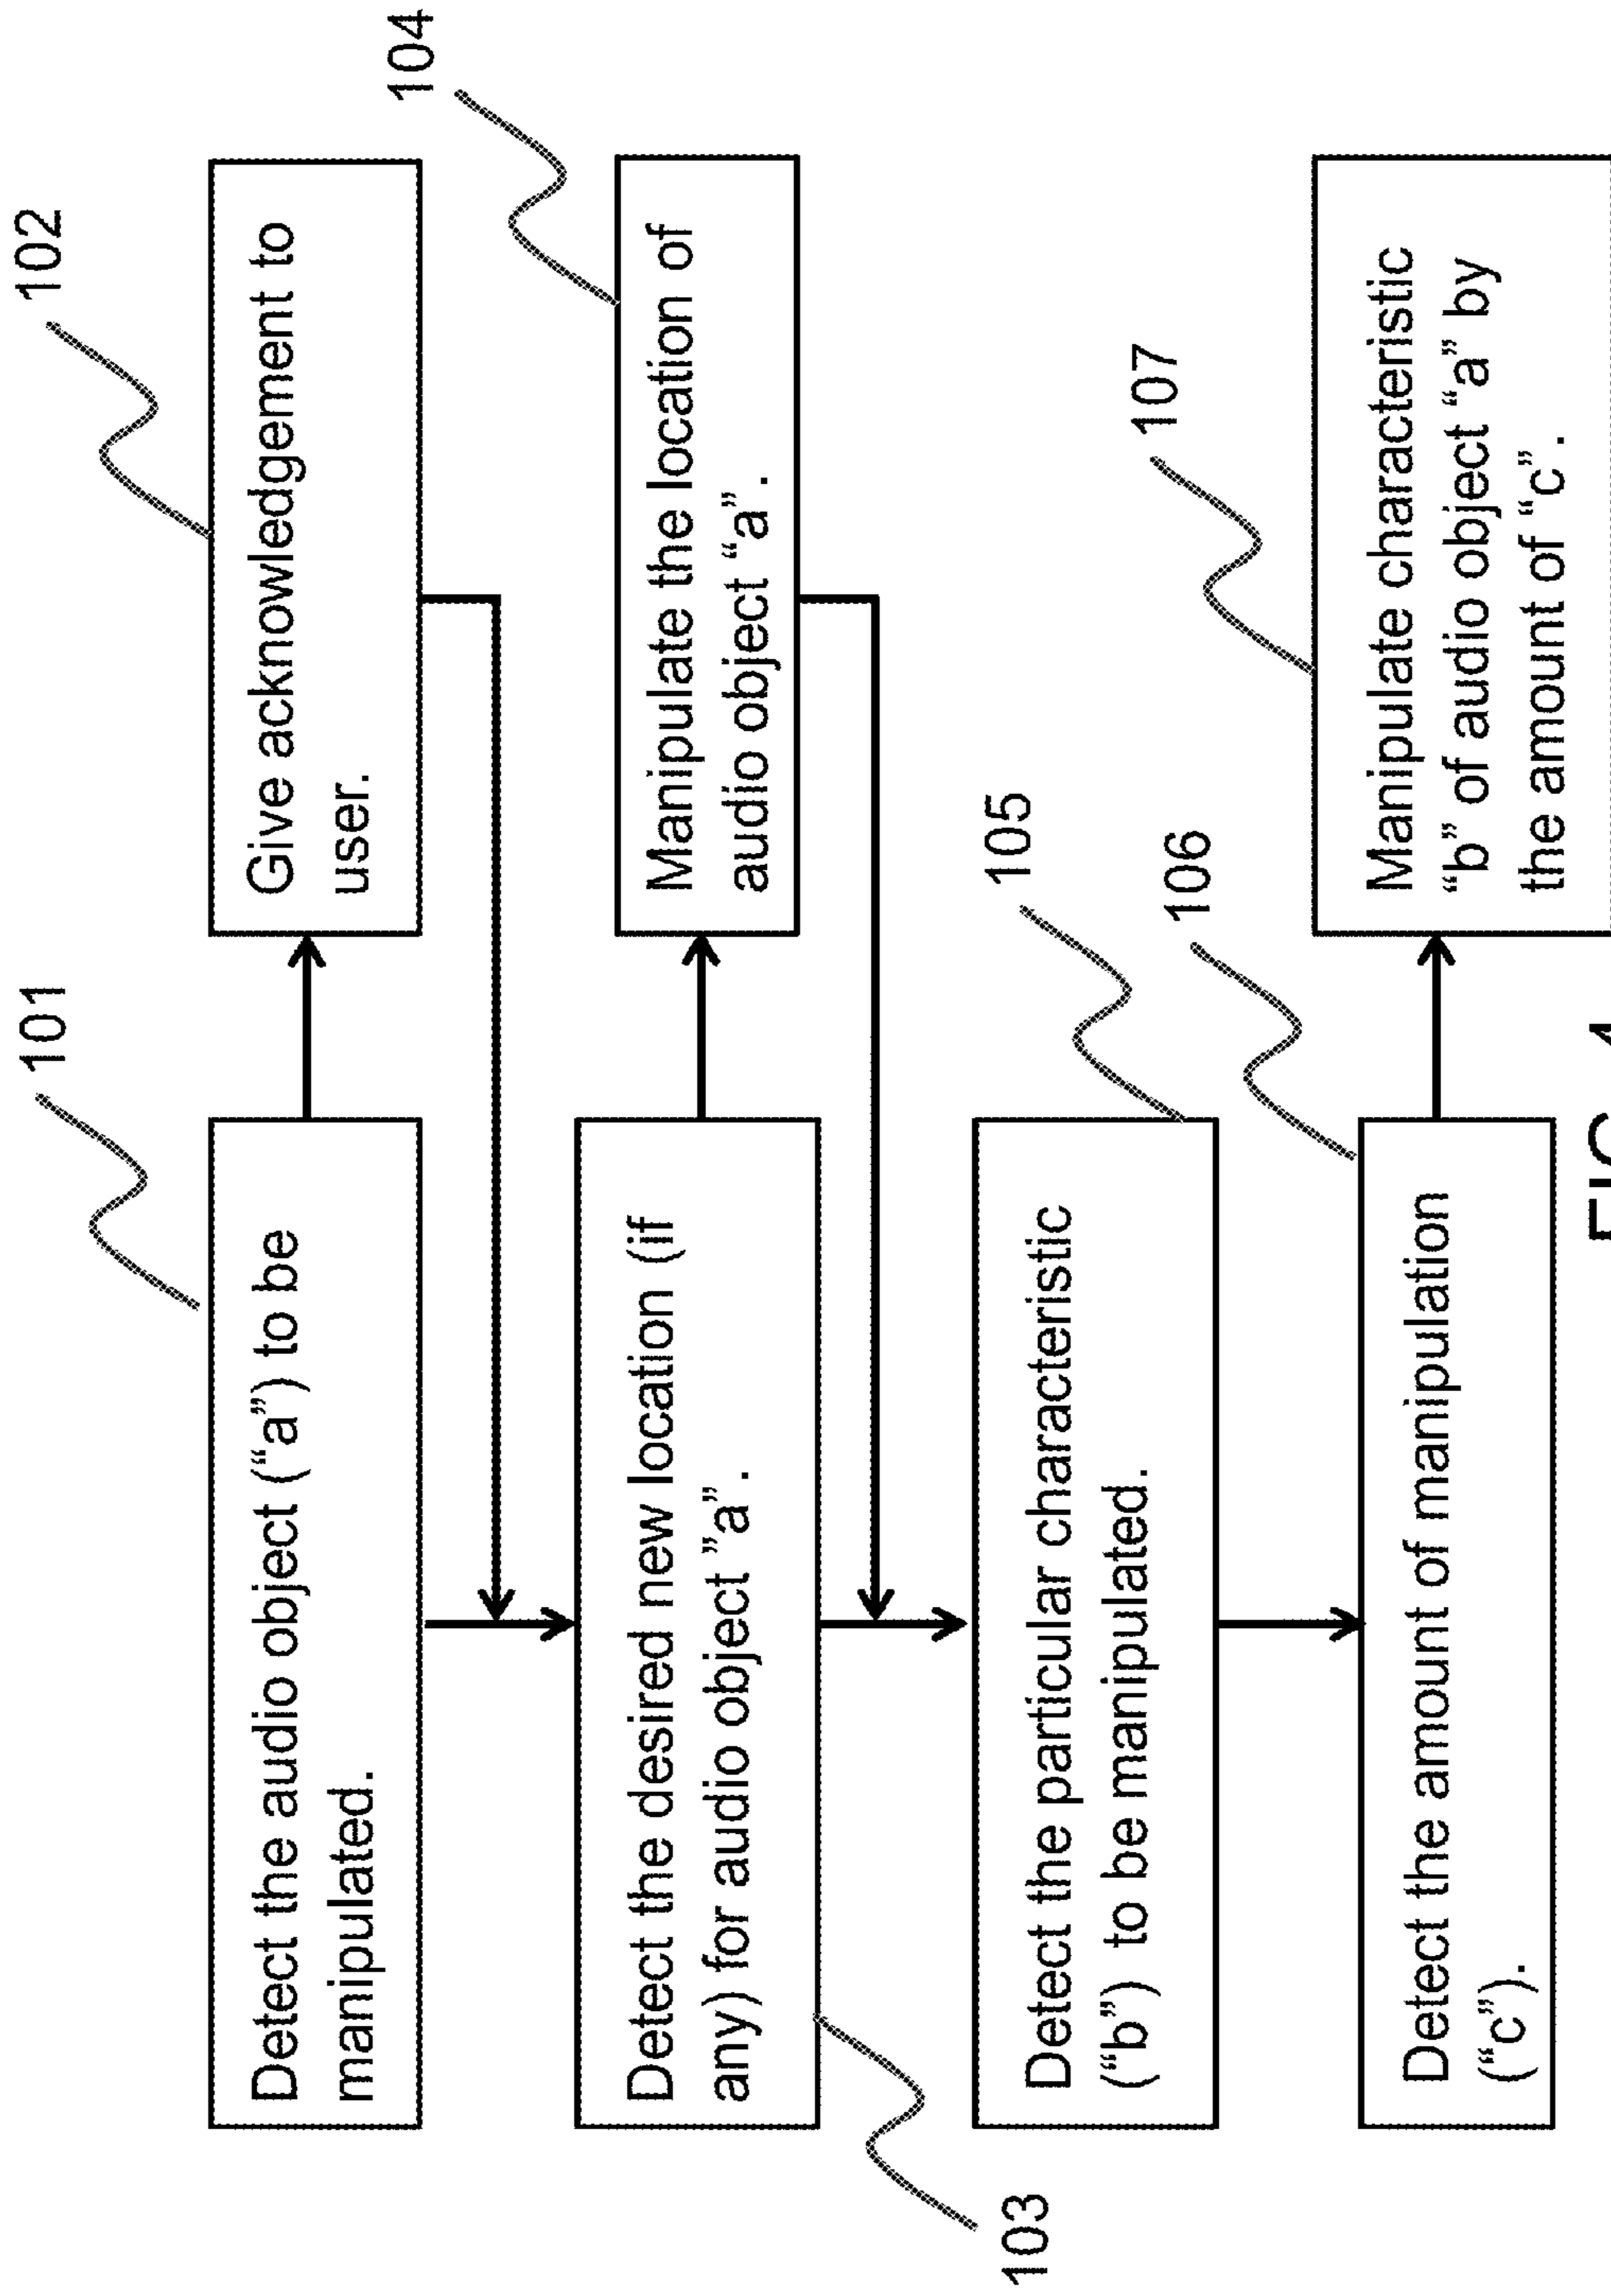 101
102
Detect the audio object (“a”) to be
manipulated.
Give acknowledgement to
user.
103
104
Detect the desired new location (if
any) for audio object ”a”.
Manipulate the location of
audio object “a”.
105
Detect the particular characteristic
(“b”) to be manipulated.
106
107
Detect the amount of manipulation
(“c”).
Manipulate characteristic
“b” of audio object “a” by
the amount of “c”.